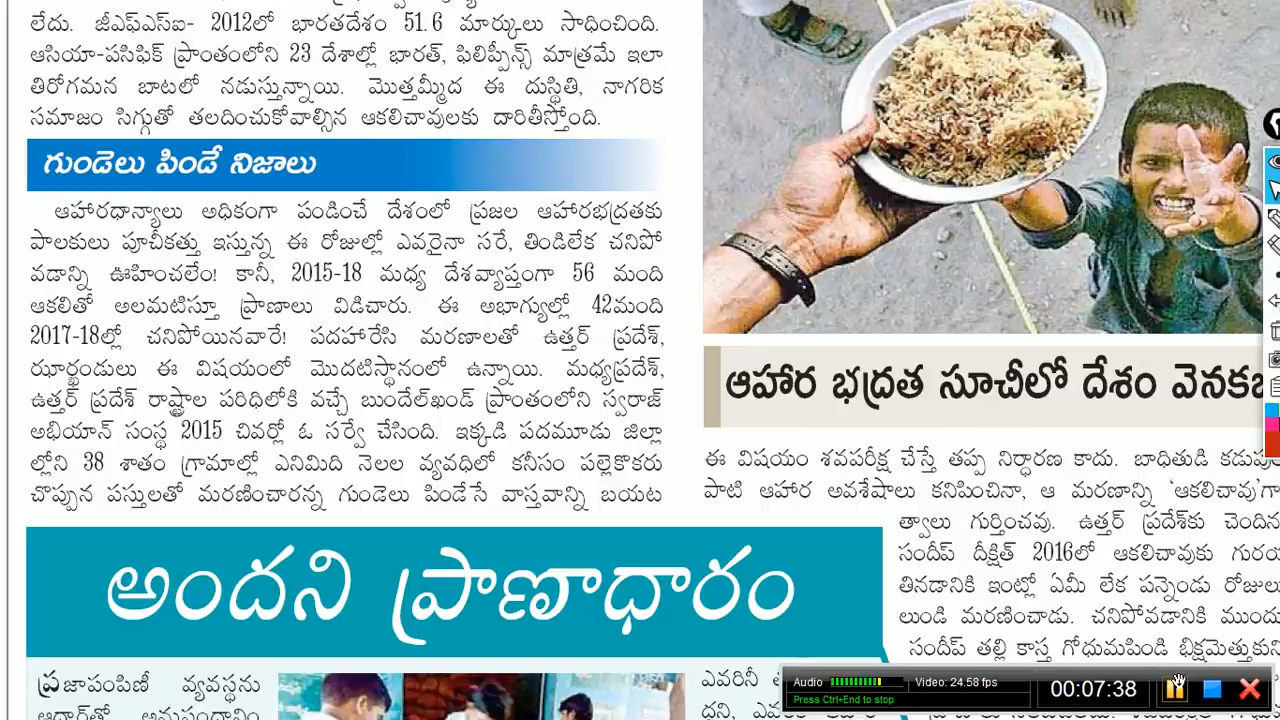 లేదు. జీఎఫ్ఎస్ఐ- 2012లో భారతదేశం 51.6 మార్కులు సాధించింది.
ఆసియా-పసిఫిక్ ప్రాంతంలోని 23 దేశాల్లో భారత్, ఫిలిప్పీన్స్ మాత్రమే ఇలా
తిరోగమన బాటలో నడుస్తున్నాయి. మొత్తమ్మీద ఈ దుస్థితి, నాగరిక
సమాజం సిగ్గుతో తలదించుకోవాల్సిన ఆకలిచావులకు దారితీస్తోంది.
గుండెలు పిండే నిజాలు
ఆహారధాన్యాలు అధికంగా పండించే దేశంలో ప్రజల ఆహారభద్రతకు
పాలకులు పూచీకత్తు ఇస్తున్న ఈ రోజుల్లో ఎవరైనా సరే, తిండిలేక చనిపో
వడాన్ని ఊహించలేం! కానీ, 2015-18 మధ్య దేశవ్యాప్తంగా 56 మంది
ఆకలితో అలమటిస్తూ ప్రాణాలు విడిచారు. ఈ అభాగ్యుల్లో 42మంది
2017-18ల్లో చనిపోయినవారే! పదహారేసి మరణాలతో ఉత్తర్ ప్రదేశ్,
ఝార్ఖండులు ఈ విషయంలో మొదటిస్థానంలో ఉన్నాయి. మధ్యప్రదేశ్,
ఉత్తర్ ప్రదేశ్ రాష్ట్రాల పరిధిలోకి వచ్చే బుందేల్‌ఖండ్ ప్రాంతంలోని స్వరాజ్
అభియాన్ సంస్థ 2015 చివర్లో ఓ సర్వే చేసింది. ఇక్కడి పదమూడు జిల్లా
ల్లోని 38 శాతం గ్రామాల్లో ఎనిమిది నెలల వ్యవధిలో కనీసం పల్లెకొకరు
చొప్పున పస్తులతో మరణించారన్న గుండెలు పిండేసే వాస్తవాన్ని బయట
ఆహార భద్రత సూచీలో దేశం
ఈ విషయం శవపరీక్ష చేస్తే తప్ప నిర్ధారణ కాదు. బాధితుడి
పాటి ఆహార అవశేషాలు కనిపించినా, ఆ మరణాన్ని 'ఆకలిచావు'గా
త్వాలు గుర్తించవు. ఉత్తర్ ప్రదేశ్‌కు చెందిన
సందీప్ దీక్షిత్ 2016లో ఆకలిచావుకు
తినడానికి ఇంట్లో ఏమీ లేక పన్నెండు రోజులు
లుండి మరణించాడు. చనిపోవడానికి ముందు
సందీప్ తల్లి కాస్త గోధుమపిండి
అందని ప్రాణాధారం
ప్రజాపంపిణీ వ్యవస్థను
ఎవరినీ
Audio Video: 24.58 fps 00:07:38
Press Ctrl+End to stop